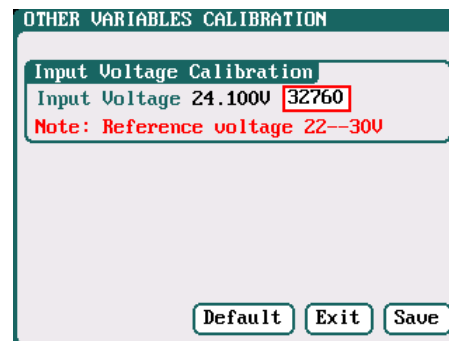 OTHER VARIABLES CALIBRATION
Input Voltage Calibration
Input Voltage 24.100V 32760
Note: Reference voltage 22--30V
Default Exit Save